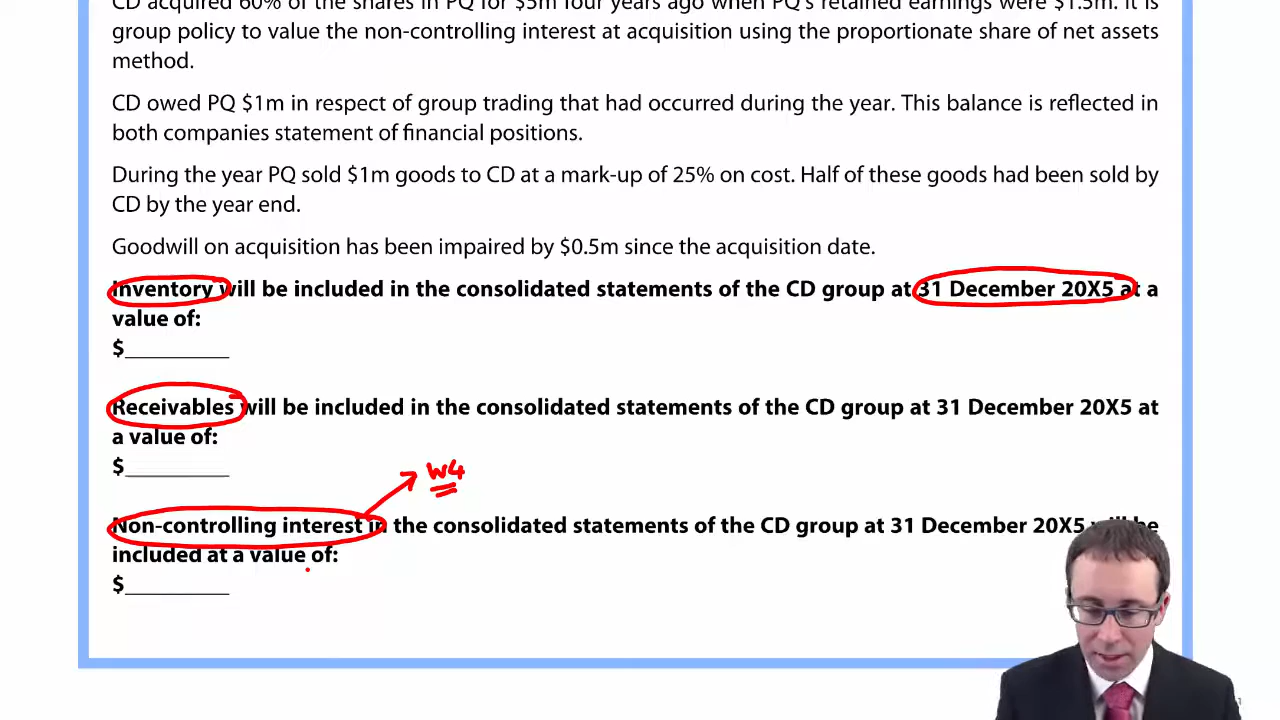 CD acquired 60% of the shares in PQ for $5m four years ago when PQ's retained earnings were $1.5m. It is
group policy to value the non-controlling interest at acquisition using the proportionate share of net assets
method.
CD owed PQ $1m in respect of group trading that had occurred during the year. This balance is reflected in
both companies statement of financial positions.
During the year PQ sold $1m goods to CD at a mark-up of 25% on cost. Half of these goods had been sold by
CD by the year end.
Goodwill on acquisition has been impaired by $0.5m since the acquisition date.
Inventory will be included in the consolidated statements of the CD group at 31 December 20X5 at a
value of:
$_________
Receivables will be included in the consolidated statements of the CD group at 31 December 20X5 at
a value of:
$_________
W4
Non-controlling interest in the consolidated statements of the CD group at 31 December 20X5 will be
included at a value of:
$_________